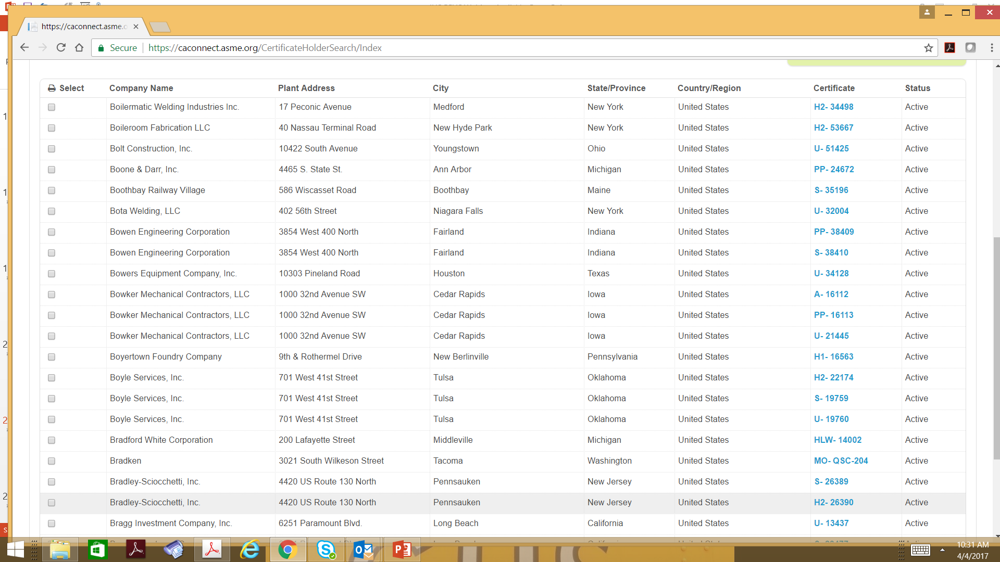 https://caconnect.asme.o
Secure https://caconnect.asme.org/CertificateHolderSearch/Index
Select Company Name Plant Address City State/Province Country/Region Certificate Status
Boilermatic Welding Industries Inc. 17 Peconic Avenue Medford New York United States H2- 34498 Active
Boileroom Fabrication LLC 40 Nassau Terminal Road New Hyde Park New York United States H2- 53667 Active
Bolt Construction, Inc. 10422 South Avenue Youngstown Ohio United States U- 51425 Active
Boone & Darr, Inc. 4465 S. State St. Ann Arbor Michigan United States PP- 24672 Active
Boothbay Railway Village 586 Wiscasset Road Boothbay Maine United States S- 35196 Active
Bota Welding, LLC 402 56th Street Niagara Falls New York United States U- 32004 Active
Bowen Engineering Corporation 3854 West 400 North Fairland Indiana United States PP- 38409 Active
Bowen Engineering Corporation 3854 West 400 North Fairland Indiana United States S- 38410 Active
Bowers Equipment Company, Inc. 10303 Pineland Road Houston Texas United States U- 34128 Active
Bowker Mechanical Contractors, LLC 1000 32nd Avenue SW Cedar Rapids Iowa United States A- 16112 Active
Bowker Mechanical Contractors, LLC 1000 32nd Avenue SW Cedar Rapids Iowa United States PP- 16113 Active
Bowker Mechanical Contractors, LLC 1000 32nd Avenue SW Cedar Rapids Iowa United States U- 21445 Active
Boyertown Foundry Company 9th & Rothermel Drive New Berlinville Pennsylvania United States H1- 16563 Active
Boyle Services, Inc. 701 West 41st Street Tulsa Oklahoma United States H2- 22174 Active
Boyle Services, Inc. 701 West 41st Street Tulsa Oklahoma United States S- 19759 Active
Boyle Services, Inc. 701 West 41st Street Tulsa Oklahoma United States U- 19760 Active
Bradford White Corporation 200 Lafayette Street Middleville Michigan United States HLW- 14002 Active
Bradken 3021 South Wilkeson Street Tacoma Washington United States MO- QSC-204 Active
Bradley-Sciocchetti, Inc. 4420 US Route 130 North Pennsauken New Jersey United States S- 26389 Active
Bradley-Sciocchetti, Inc. 4420 US Route 130 North Pennsauken New Jersey United States H2- 26390 Active
Bragg Investment Company, Inc. 6251 Paramount Blvd. Long Beach California United States U- 13437 Active
10:31 AM
4/4/2017